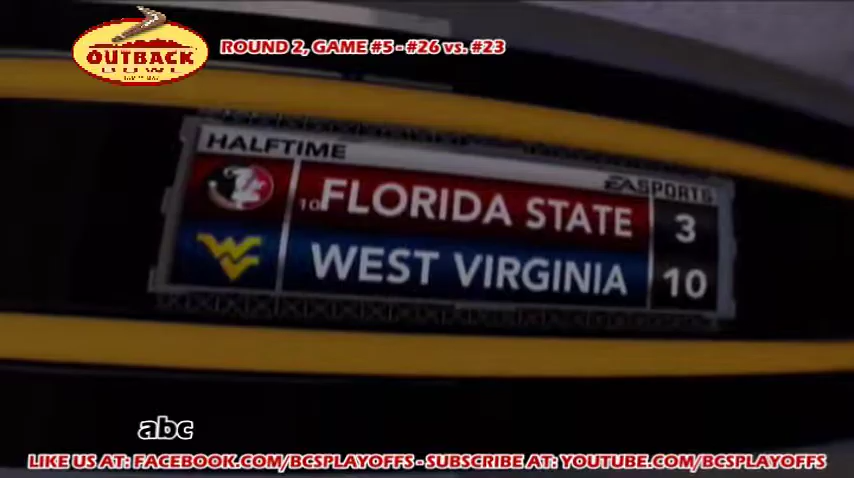 OUTBACK
BOWL
ROUND 2, GAME #5 - #26 vs. #23
HALFTIME
EA SPORTS
10 FLORIDA STATE 3
WEST VIRGINIA 10
abc
LIKE US AT: FACEBOOK.COM/BCSPLAYOFFS - SUBSCRIBE AT: YOUTUBE.COM/BCSPLAYOFFS